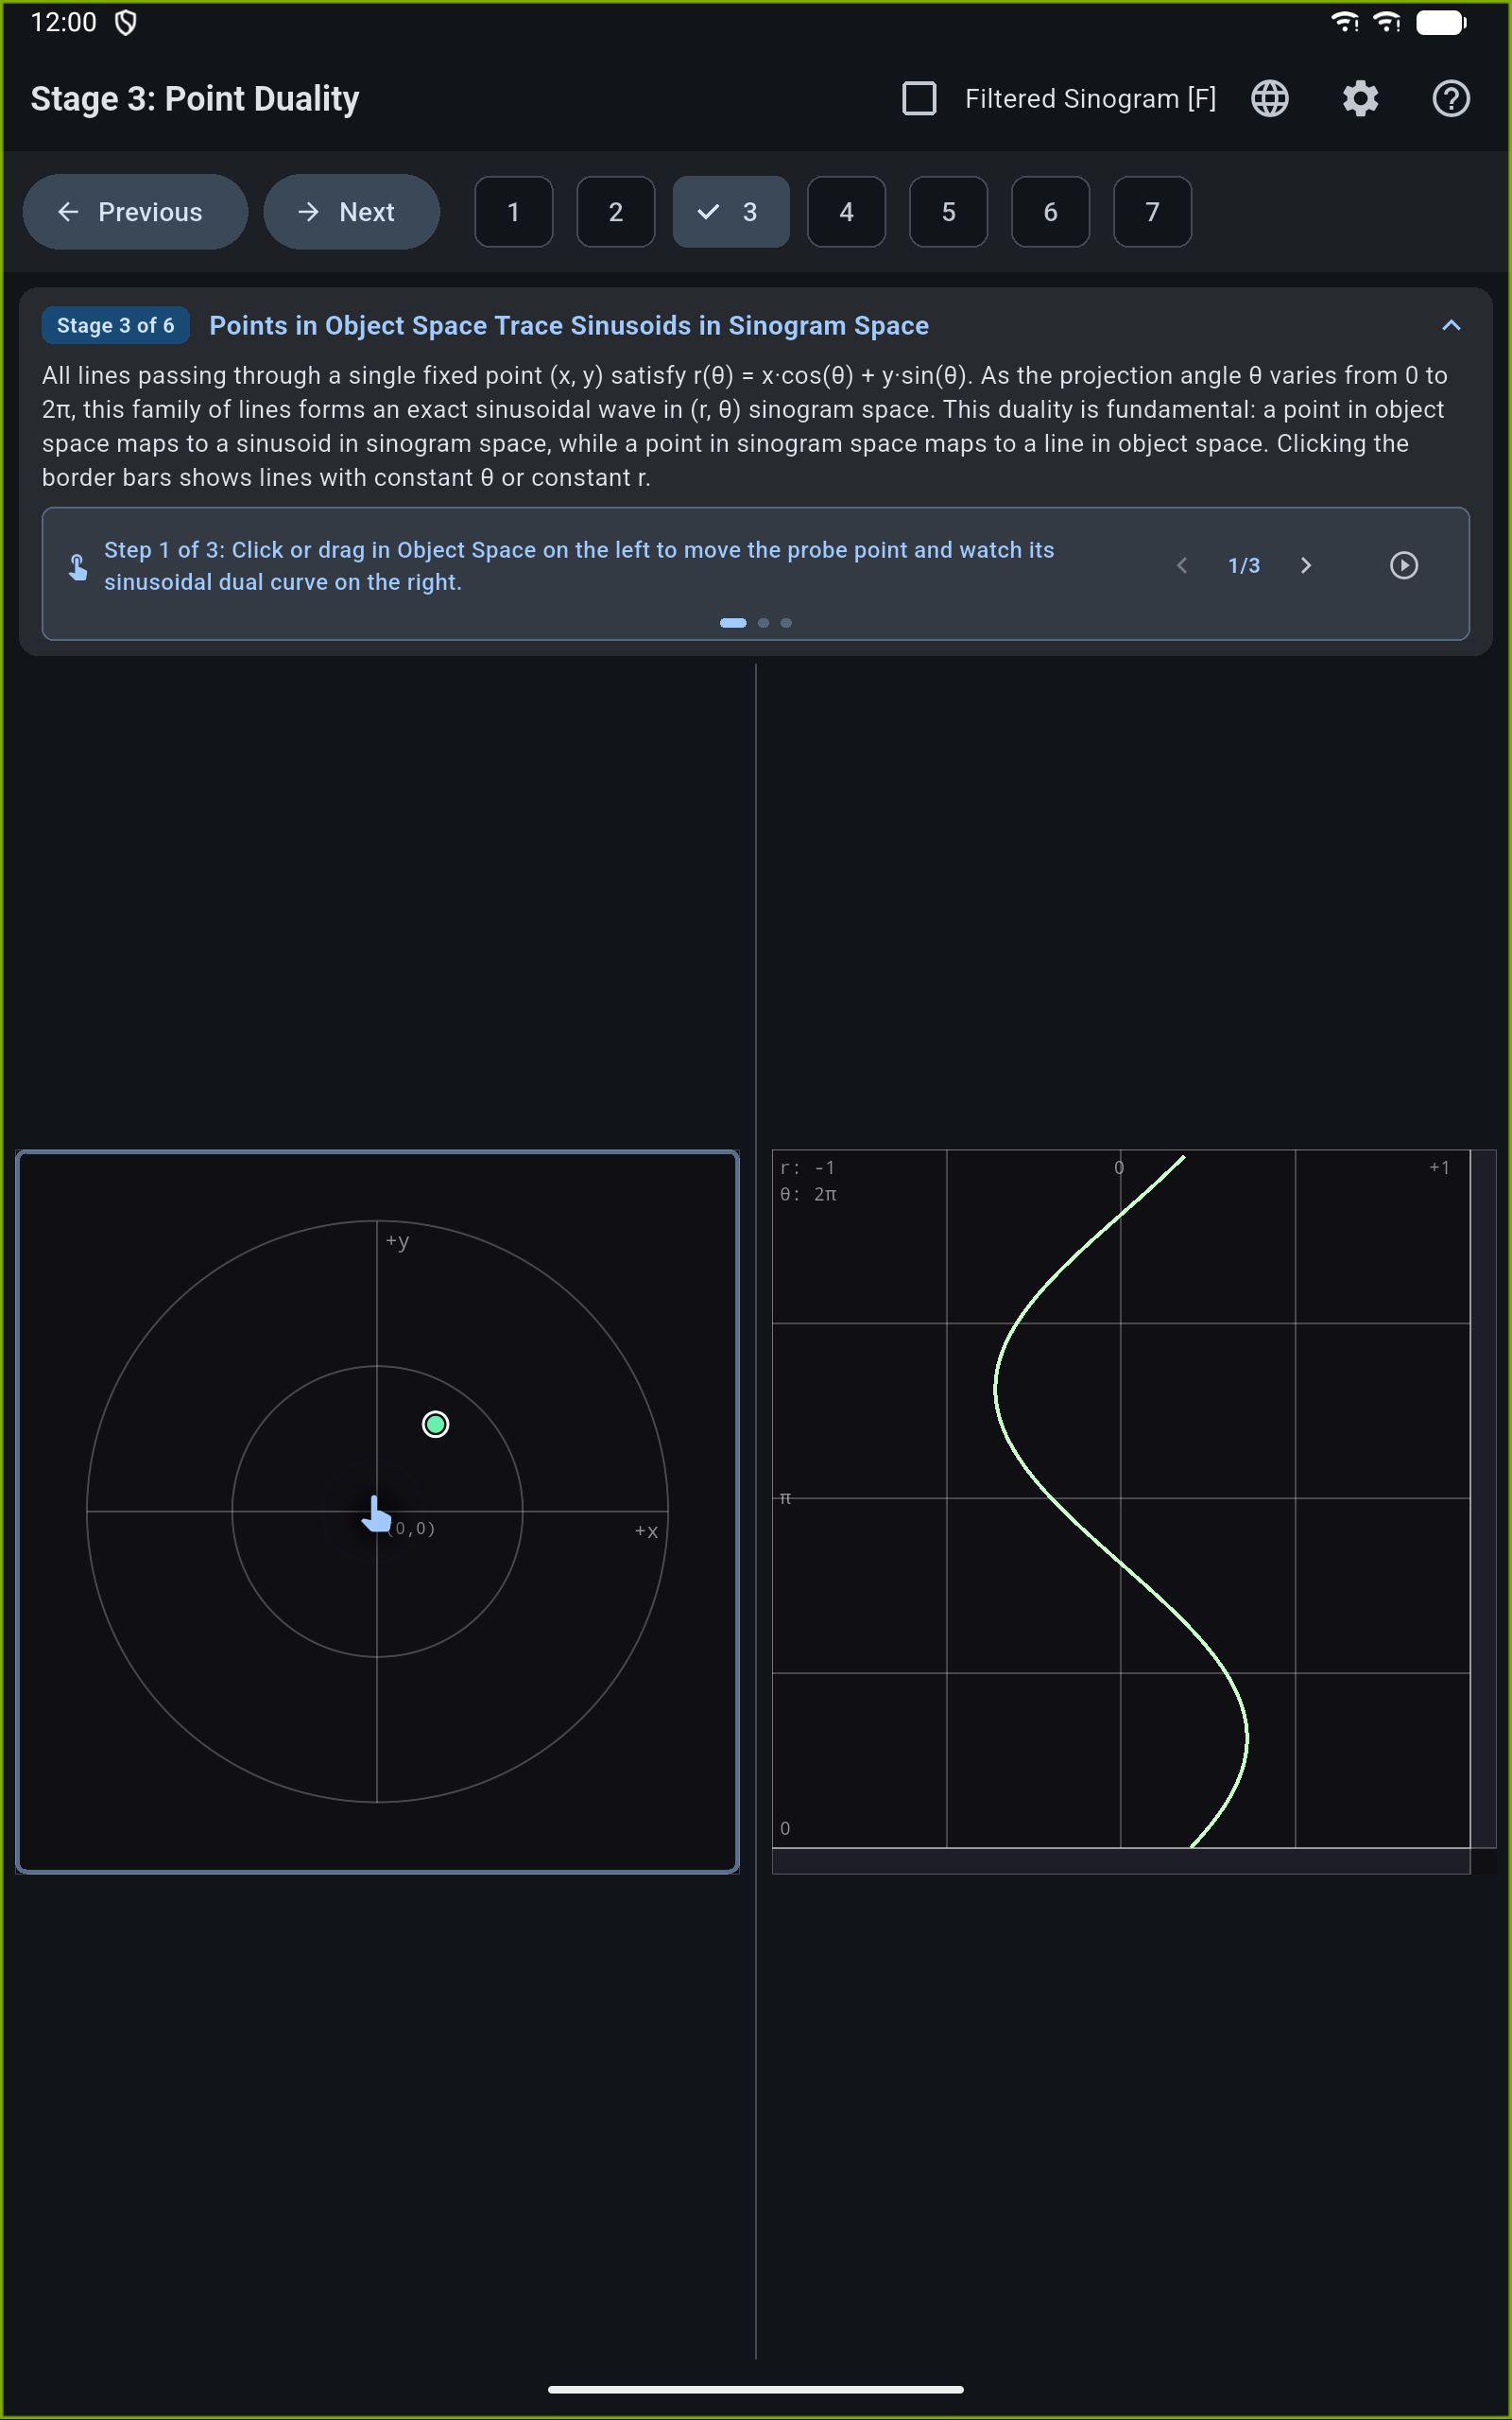 12:00
Stage 3: Point Duality
Filtered Sinogram [F]
Previous
Next
1
2
3
4
5
6
7
Stage 3 of 6
Points in Object Space Trace Sinusoids in Sinogram Space
All lines passing through a single fixed point (x, y) satisfy r(θ) = x·cos(θ) + y·sin(θ). As the projection angle θ varies from 0 to
2π, this family of lines forms an exact sinusoidal wave in (r, θ) sinogram space. This duality is fundamental: a point in object
space maps to a sinusoid in sinogram space, while a point in sinogram space maps to a line in object space. Clicking the
border bars shows lines with constant θ or constant r.
Step 1 of 3: Click or drag in Object Space on the left to move the probe point and watch its
sinusoidal dual curve on the right.
1/3
+y
(0,0)
+x
r: -1
0
+1
θ: 2π
π
0